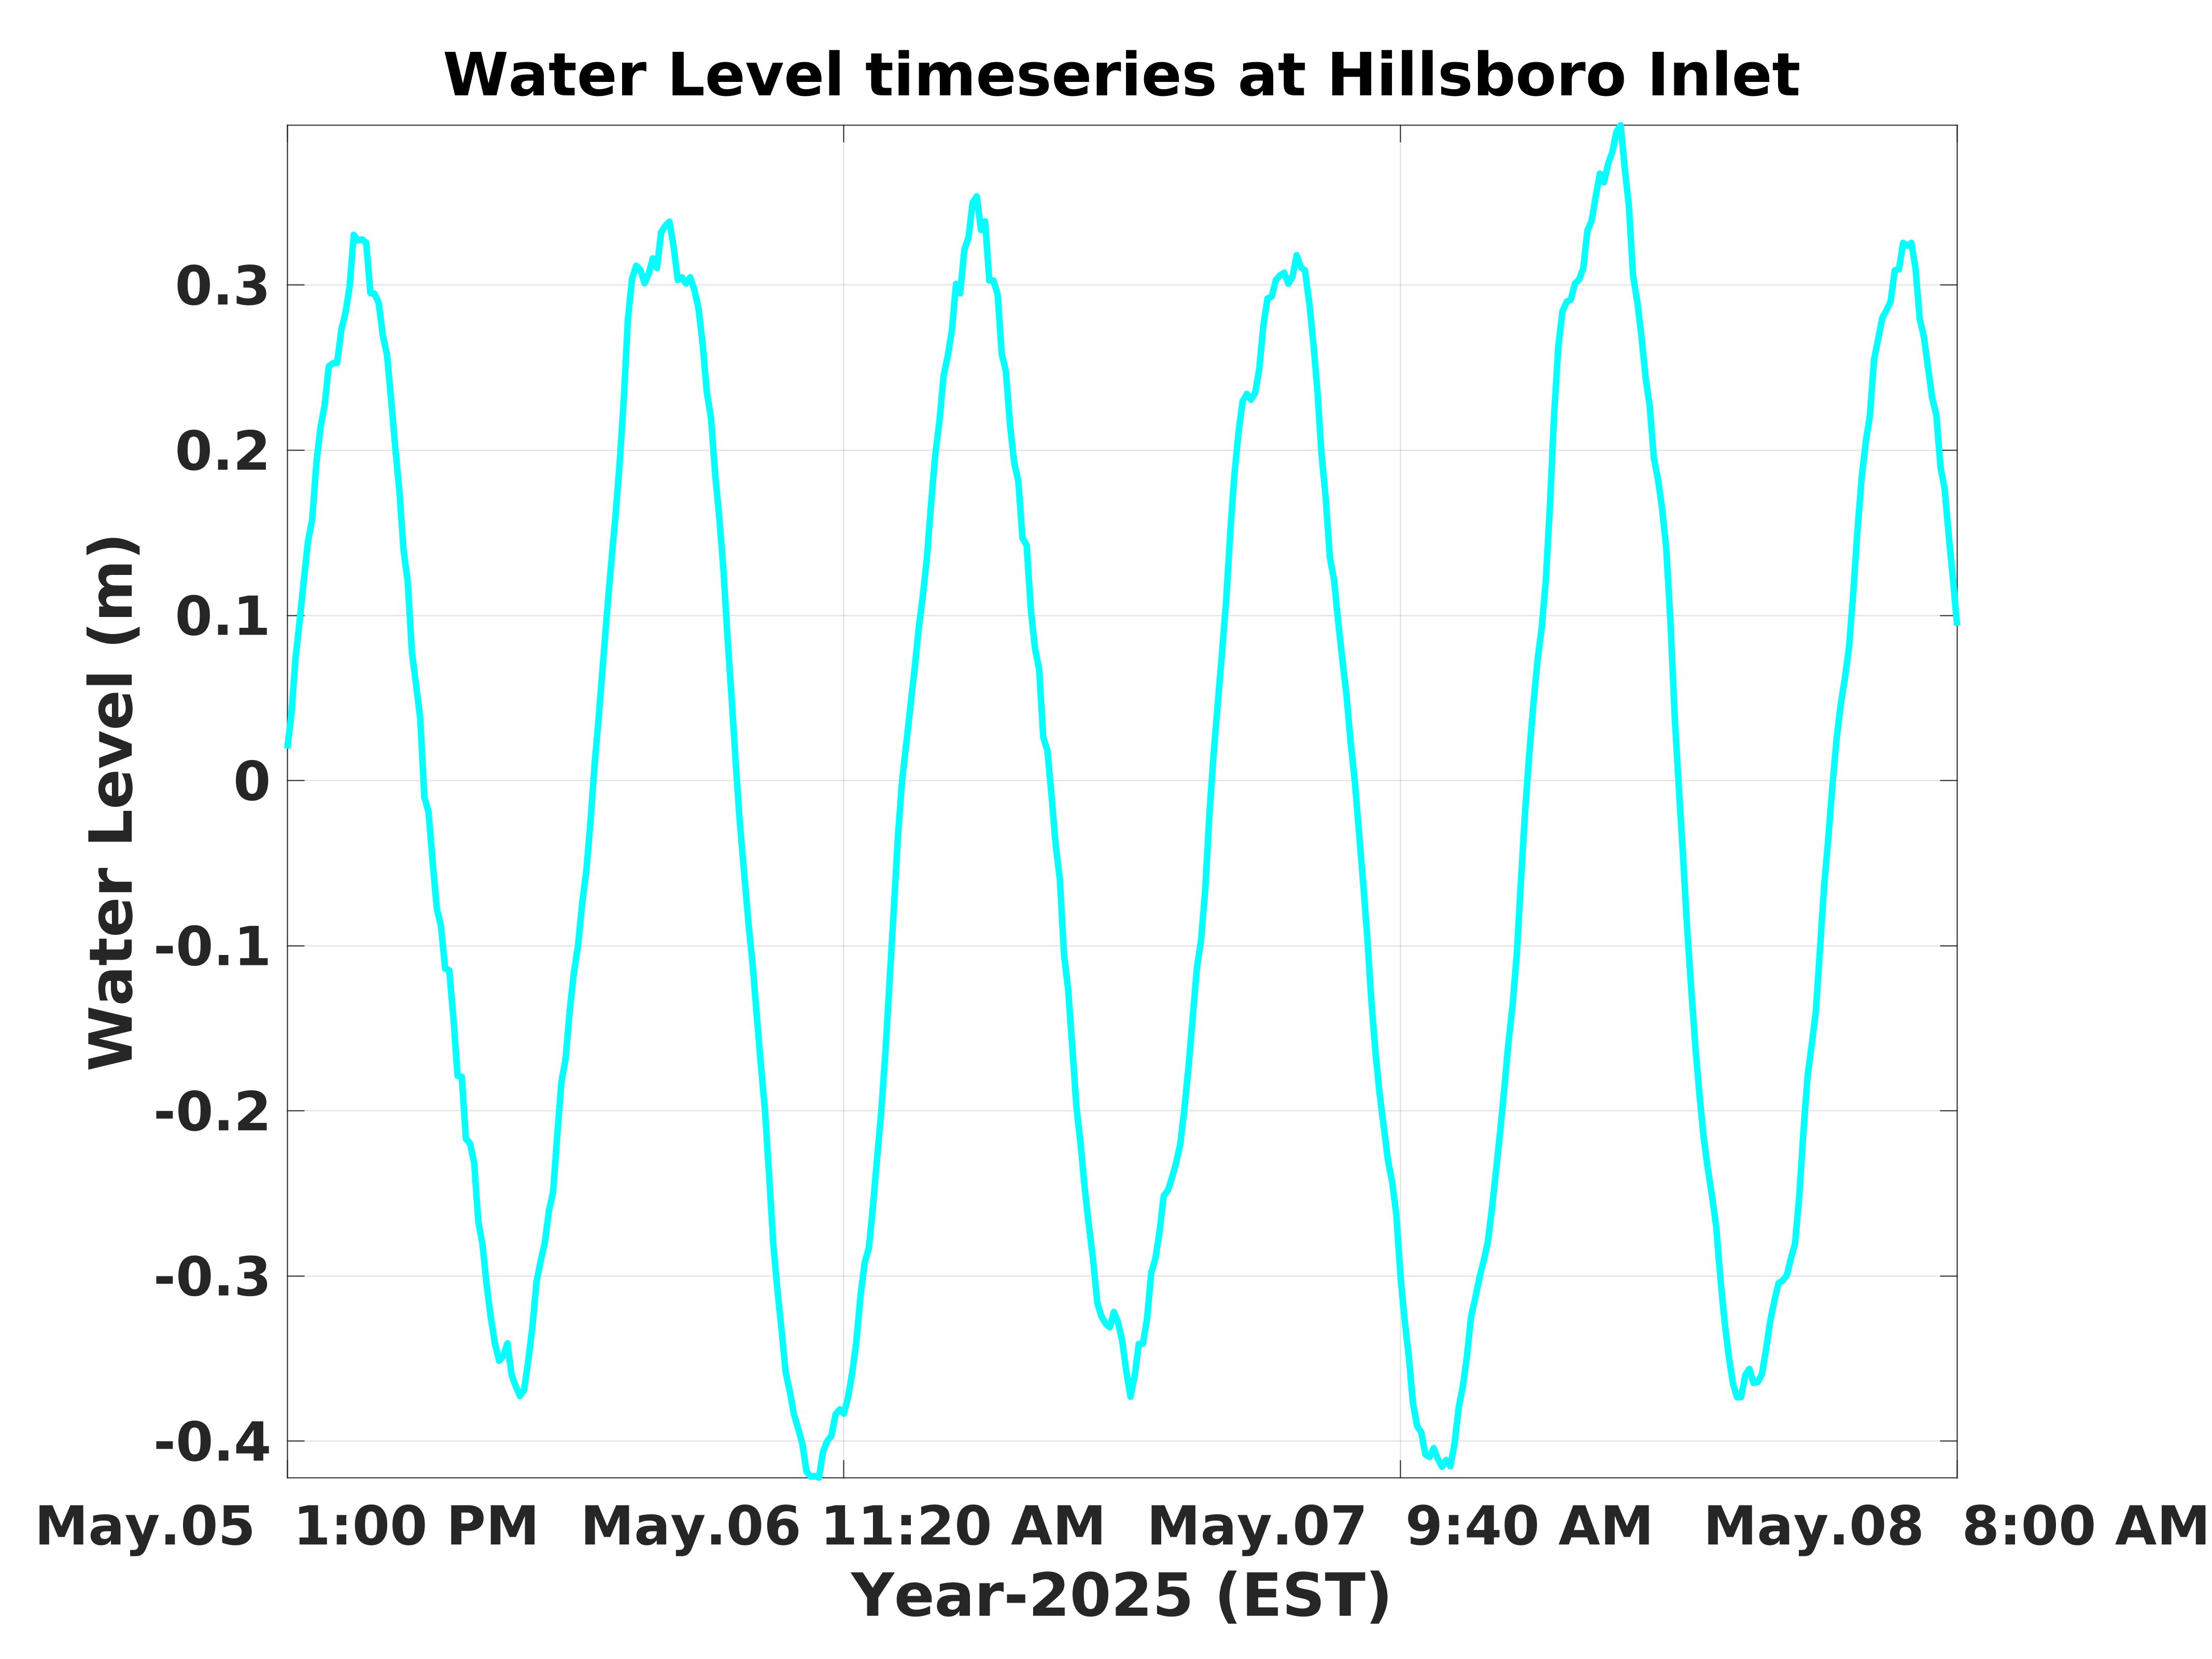 Water Level timeseries at Hillsboro Inlet
0.3
0.2
0.1
0
-0.1
-0.2
-0.3
-0.4
Water Level (m)
May.05 1:00 PM May.06 11:20 AM May.07 9:40 AM May.08 8:00 AM
Year-2025 (EST)